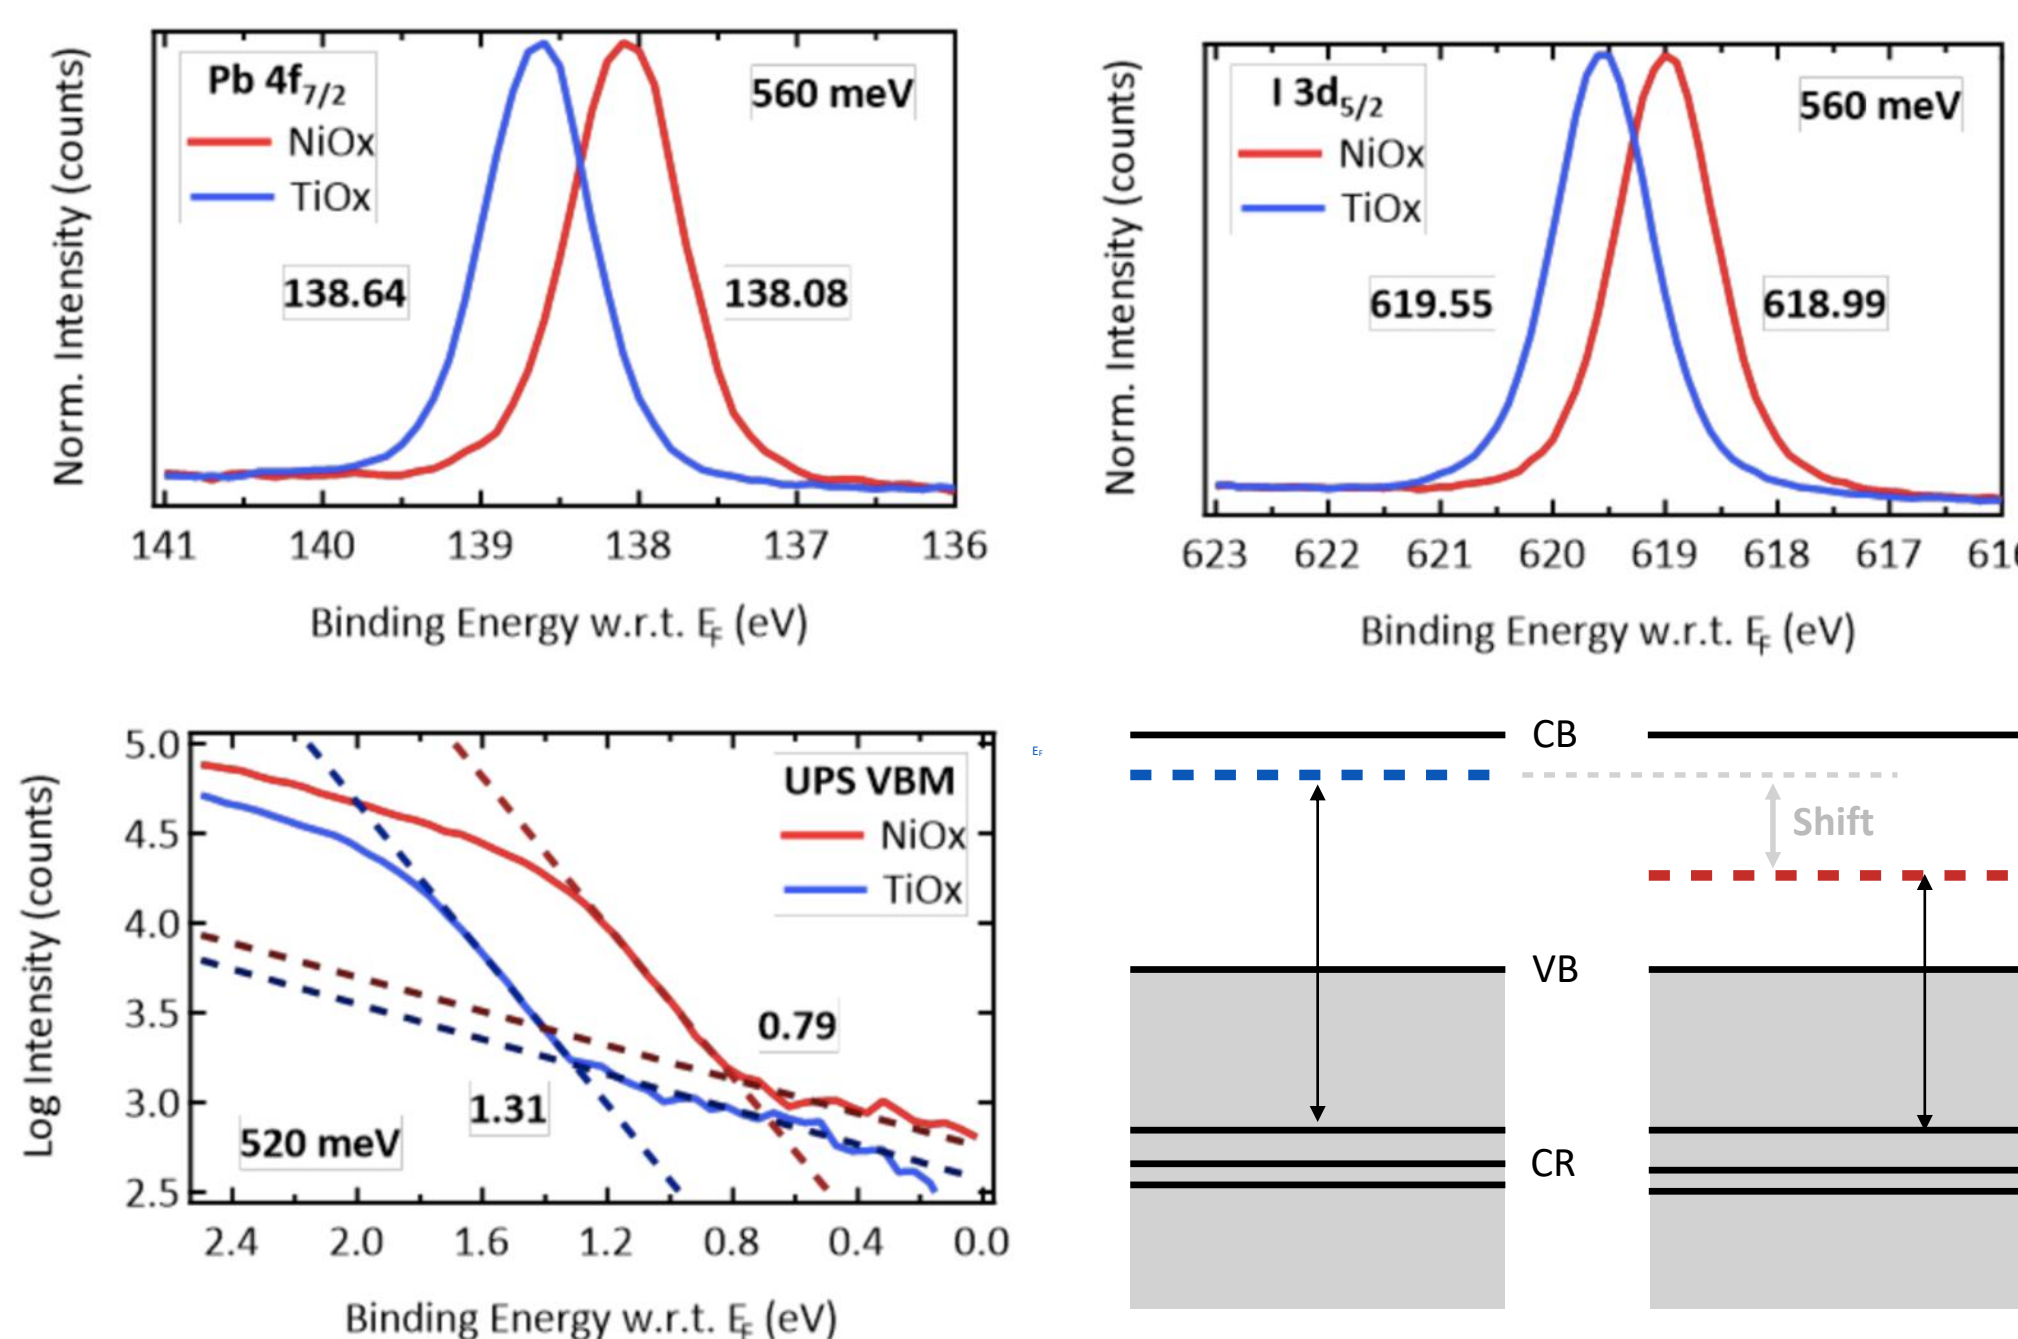 Pb 4f7/2
NiOx
TiOx
560 meV
138.64
138.08
Norm. Intensity (counts)
141 140 139 138 137 136
Binding Energy w.r.t. EF (eV)
I 3d5/2
NiOx
TiOx
560 meV
619.55
618.99
Norm. Intensity (counts)
623 622 621 620 619 618 617 616
Binding Energy w.r.t. EF (eV)
5.0
4.5
4.0
3.5
3.0
2.5
Log Intensity (counts)
UPS VBM
NiOx
TiOx
0.79
1.31
520 meV
2.4 2.0 1.6 1.2 0.8 0.4 0.0
Binding Energy w.r.t. EF (eV)
EF
CB
Shift
VB
CR